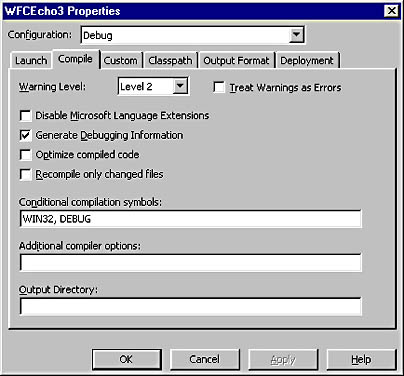 WFCEcho3 Properties
Configuration: Debug
Launch Compile Custom Classpath Output Format Deployment
Warning Level: Level 2 Treat Warnings as Errors
Disable Microsoft Language Extensions
Generate Debugging Information
Optimize compiled code
Recompile only changed files
Conditional compilation symbols:
WIN32, DEBUG
Additional compiler options:
Output Directory:
OK Cancel Apply Help